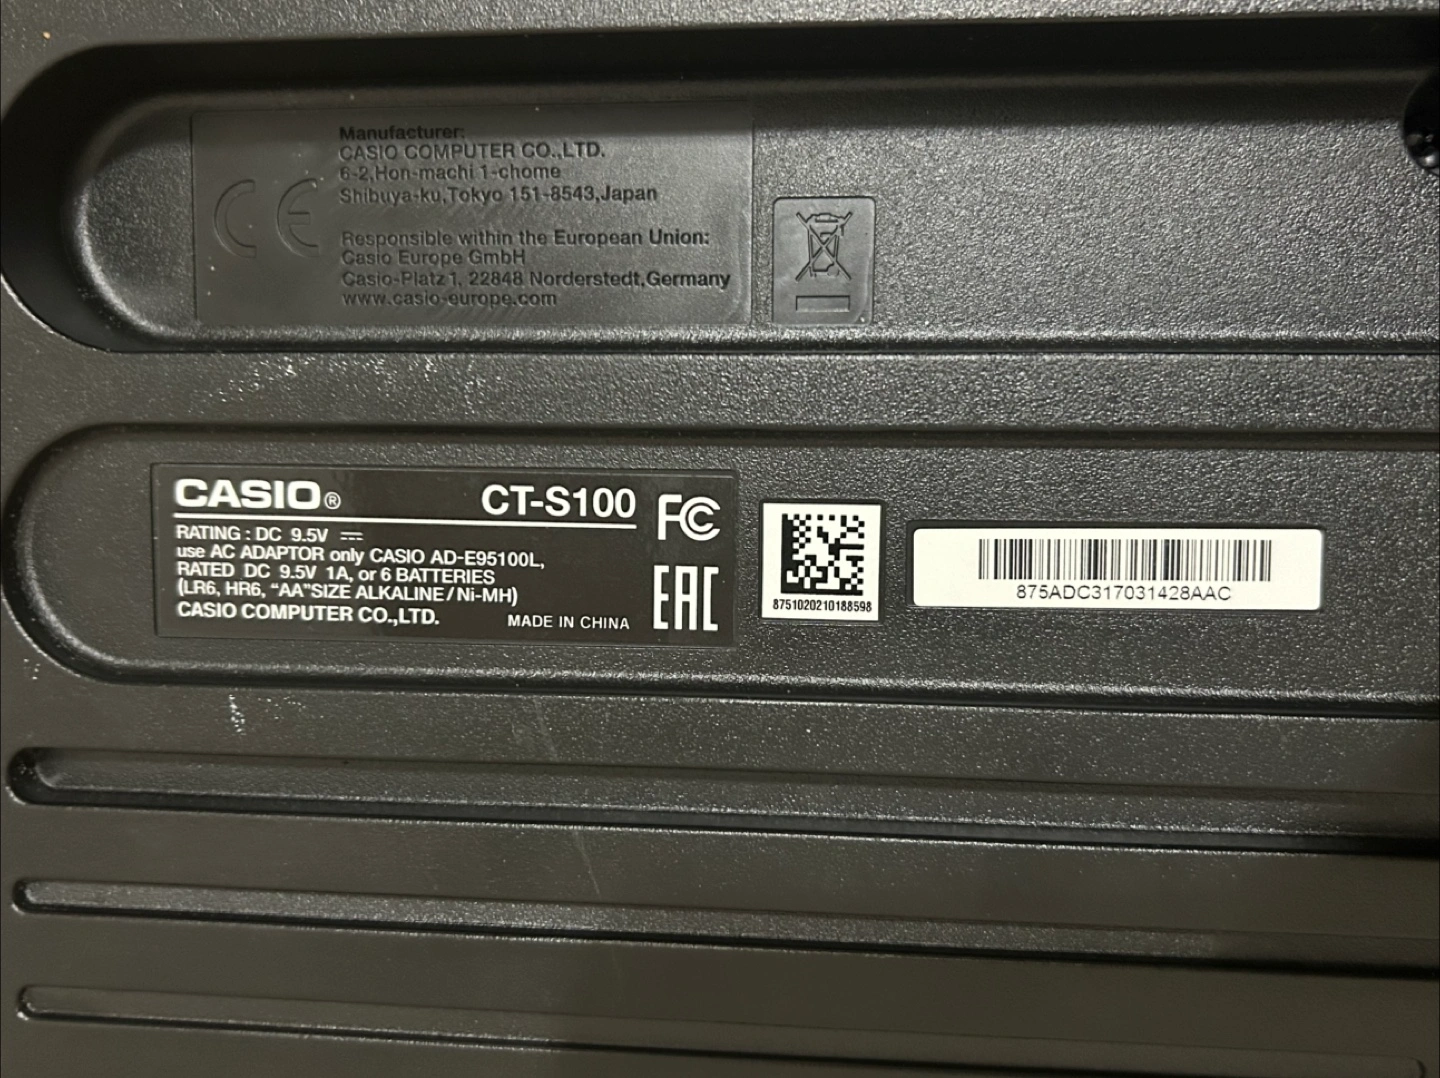 Manufacturer:
CASIO COMPUTER CO.,LTD.
6-2,Hon-machi 1-chome
Shibuya-ku,Tokyo 151-8543,Japan
CE
Responsible within the European Union:
Casio Europe GmbH
Casio-Platz 1, 22848 Norderstedt,Germany
www.casio-europe.com
CASIO® CT-S100
FC
RATING : DC 9.5V ⎓
use AC ADAPTOR only CASIO AD-E95100L,
RATED DC 9.5V 1A, or 6 BATTERIES
(LR6, HR6, “AA”SIZE ALKALINE / Ni-MH)
CASIO COMPUTER CO.,LTD. MADE IN CHINA
EAC
8751020210188598
875ADC317031428AAC